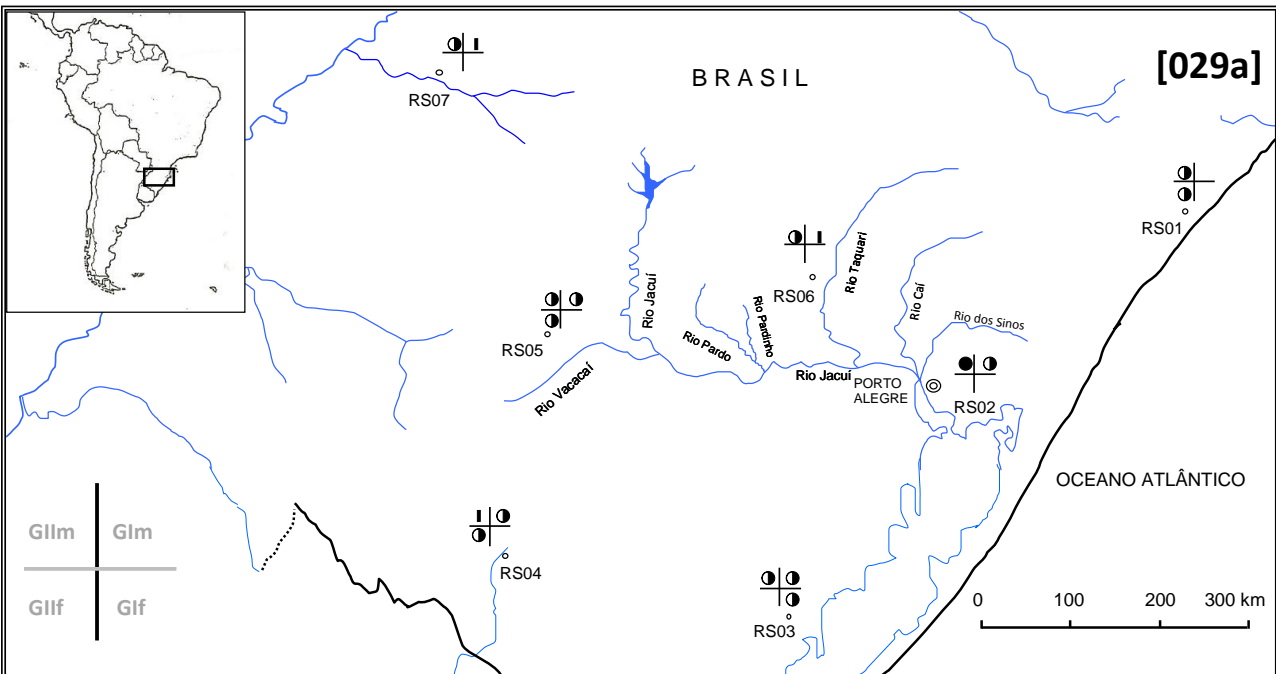 [029a]
BRASIL
RS07
RS01
RS06
Rio Taquari
Rio Caí
Rio Jacuí
Rio Pardinho
Rio dos Sinos
RS05
Rio Pardo
Rio Vacacaí
Rio Jacuí
PORTO
ALEGRE
RS02
OCEANO ATLÂNTICO
GIIm GIm
GIIf GIf
RS04
RS03
0 100 200 300 km